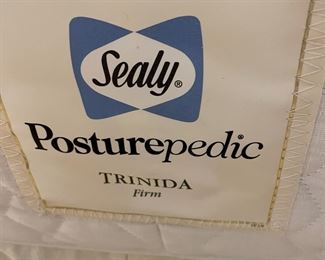 Sealy®
Posturepedic®
TRINIDA
Firm